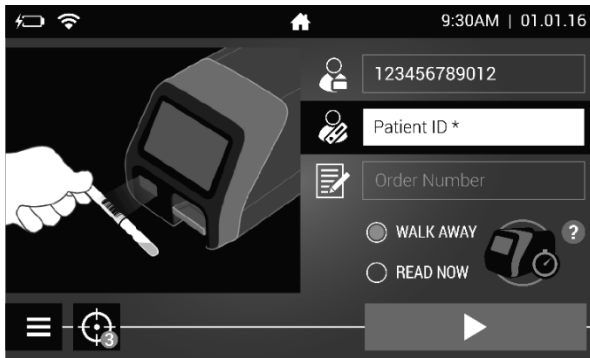 9:30AM | 01.01.16
123456789012
Patient ID *
Order Number
WALK AWAY
?
READ NOW
3